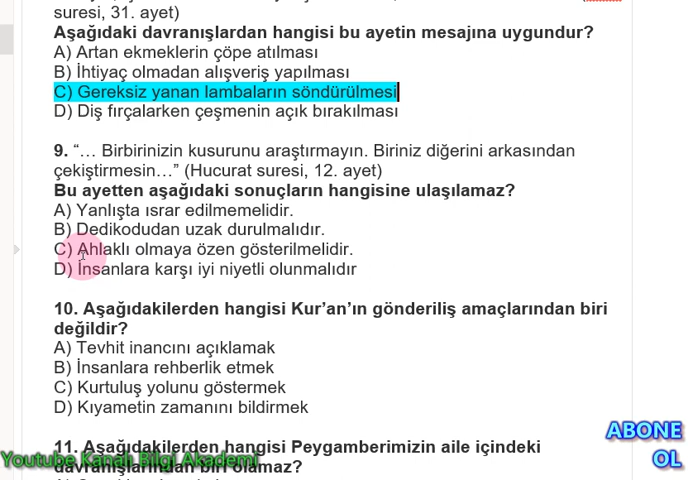 suresi, 31. ayet)
Aşağıdaki davranışlardan hangisi bu ayetin mesajına uygundur?
A) Artan ekmeklerin çöpe atılması
B) İhtiyaç olmadan alışveriş yapılması
C) Gereksiz yanan lambaların söndürülmesi
D) Diş fırçalarken çeşmenin açık bırakılması
9. “… Birbirinizin kusurunu araştırmayın. Biriniz diğerini arkasından
çekiştirmesin…” (Hucurat suresi, 12. ayet)
Bu ayetten aşağıdaki sonuçların hangisine ulaşılamaz?
A) Yanlışta ısrar edilmemelidir.
B) Dedikodudan uzak durulmalıdır.
C) Ahlaklı olmaya özen gösterilmelidir.
D) İnsanlara karşı iyi niyetli olunmalıdır
10. Aşağıdakilerden hangisi Kur’an’ın gönderiliş amaçlarından biri
değildir?
A) Tevhit inancını açıklamak
B) İnsanlara rehberlik etmek
C) Kurtuluş yolunu göstermek
D) Kıyametin zamanını bildirmek
ABONE
OL
11. Aşağıdakilerden hangisi Peygamberimizin aile içindeki
davranışlarından biri olamaz?
Youtube Kanalı Bilgi Akademi